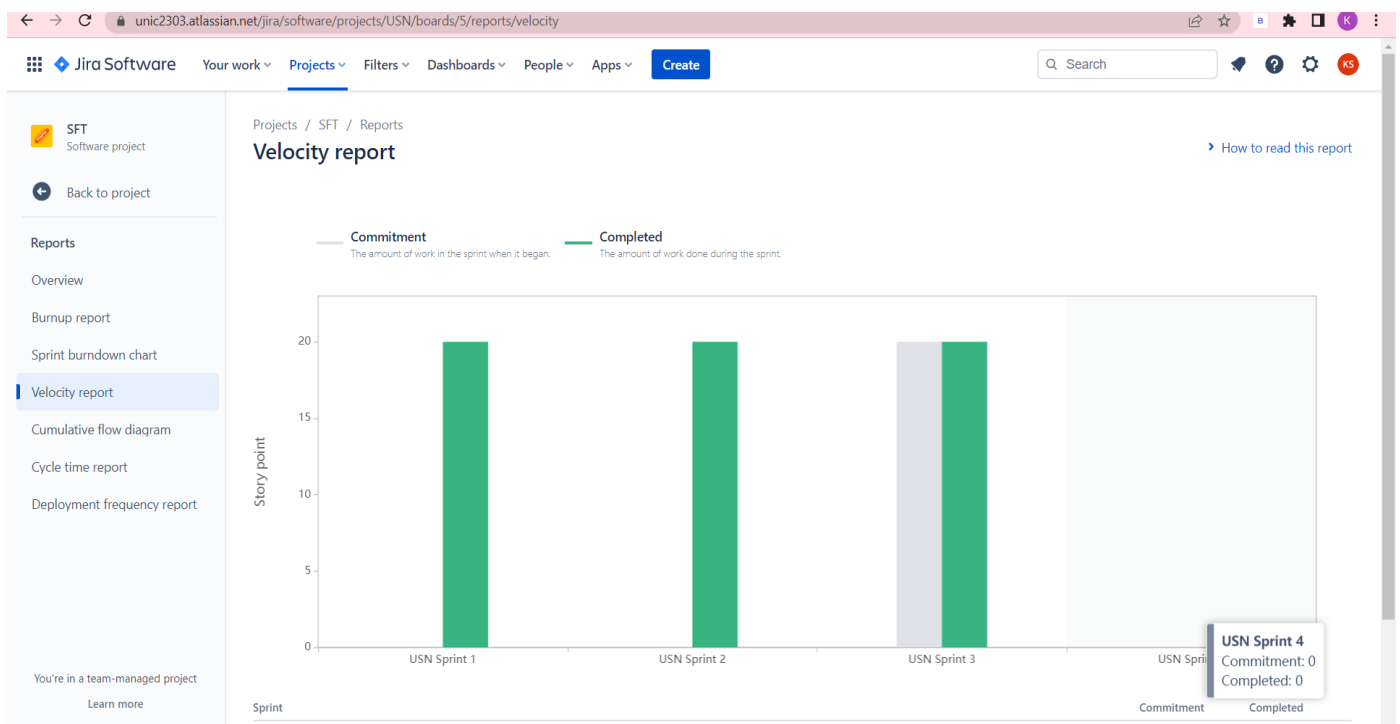 unic2303.atlassian.net/jira/software/projects/USN/boards/5/reports/velocity
B
K
Jira Software
Your work
Projects
Filters
Dashboards
People
Apps
Create
Search
KS
SFT
Software project
Back to project
Reports
Overview
Burnup report
Sprint burndown chart
Velocity report
Cumulative flow diagram
Cycle time report
Deployment frequency report
You're in a team-managed project
Learn more
Projects / SFT / Reports
Velocity report
How to read this report
Commitment
The amount of work in the sprint when it began.
Completed
The amount of work done during the sprint.
Story point
20
15
10
5
0
USN Sprint 1
USN Sprint 2
USN Sprint 3
USN Spri
USN Sprint 4
Commitment: 0
Completed: 0
Sprint
Commitment
Completed